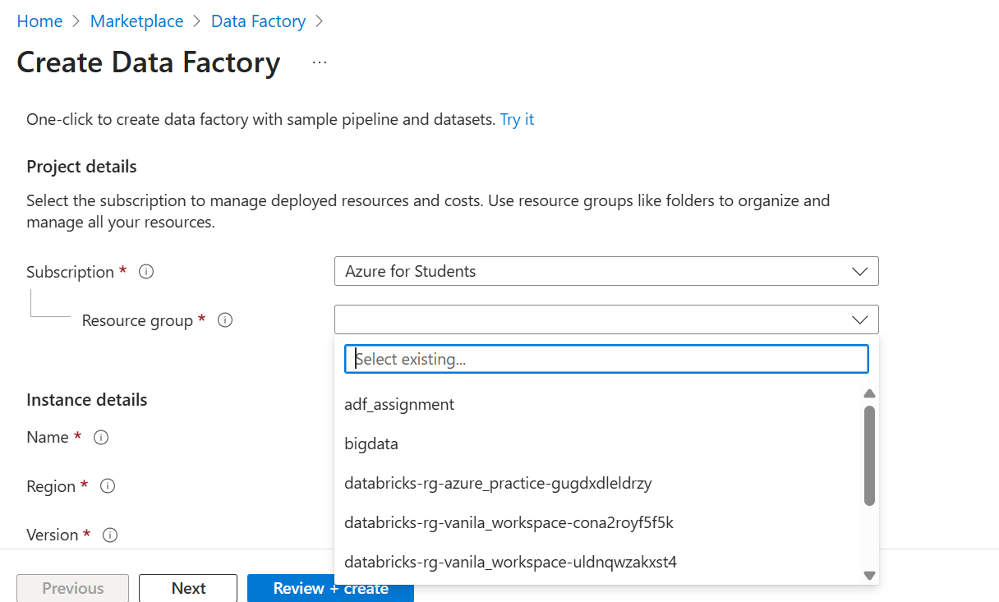 Home > Marketplace > Data Factory >
Create Data Factory ...
One-click to create data factory with sample pipeline and datasets. Try it
Project details
Select the subscription to manage deployed resources and costs. Use resource groups like folders to organize and
manage all your resources.
Subscription *
Azure for Students
Resource group *
Select existing...
adf_assignment
bigdata
databricks-rg-azure_practice-gugdxdleldrzy
databricks-rg-vanila_workspace-cona2royf5f5k
databricks-rg-vanila_workspace-uldnqwzakxst4
Instance details
Name *
Region *
Version *
Previous
Next
Review + create